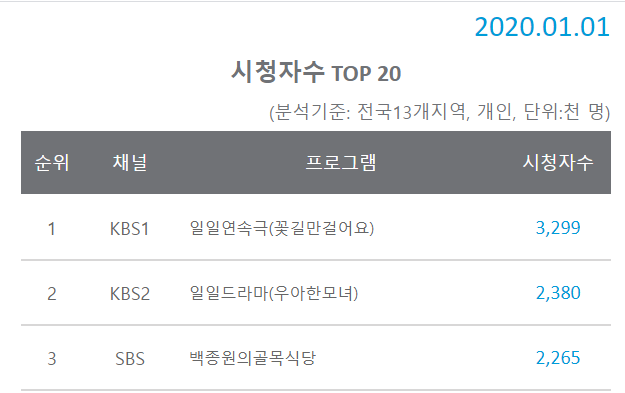 2020.01.01
시청자수 TOP 20
(분석기준: 전국13개지역, 개인, 단위:천 명)
순위 채널 프로그램 시청자수
1 KBS1 일일연속극(꽃길만걸어요) 3,299
2 KBS2 일일드라마(우아한모녀) 2,380
3 SBS 백종원의골목식당 2,265